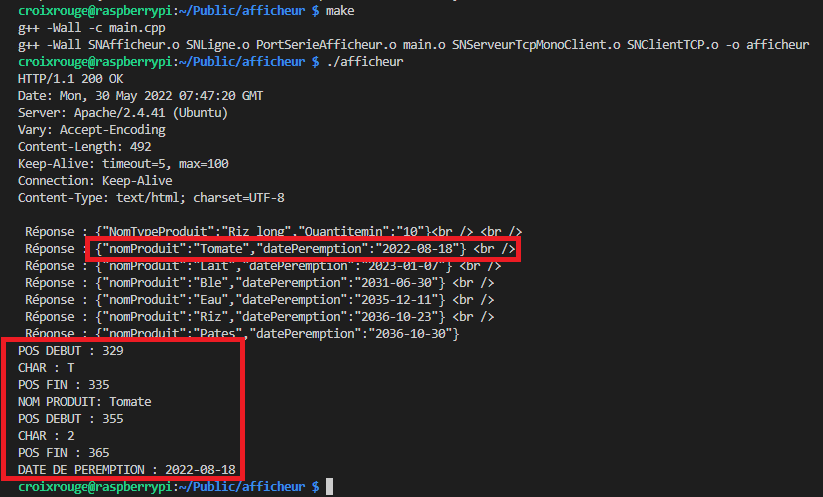 croixrouge@raspberrypi:~/Public/afficheur $ make
g++ -Wall -c main.cpp
g++ -Wall SNAfficheur.o SNLigne.o PortSerieAfficheur.o main.o SNServeurTcpMonoClient.o SNClientTCP.o -o afficheur
croixrouge@raspberrypi:~/Public/afficheur $ ./afficheur
HTTP/1.1 200 OK
Date: Mon, 30 May 2022 07:47:20 GMT
Server: Apache/2.4.41 (Ubuntu)
Vary: Accept-Encoding
Content-Length: 492
Keep-Alive: timeout=5, max=100
Connection: Keep-Alive
Content-Type: text/html; charset=UTF-8
Réponse : {"NomTypeProduit":"Riz long","Quantitemin":"10"}<br /> <br />
Réponse : {"nomProduit":"Tomate","datePeremption":"2022-08-18"} <br />
Réponse : {"nomProduit":"Lait","datePeremption":"2023-01-07"} <br />
Réponse : {"nomProduit":"Ble","datePeremption":"2031-06-30"} <br />
Réponse : {"nomProduit":"Eau","datePeremption":"2035-12-11"} <br />
Réponse : {"nomProduit":"Riz","datePeremption":"2036-10-23"} <br />
Réponse : {"nomProduit":"Pates","datePeremption":"2036-10-30"}
POS DEBUT : 329
CHAR : T
POS FIN : 335
NOM PRODUIT: Tomate
POS DEBUT : 355
CHAR : 2
POS FIN : 365
DATE DE PEREMPTION : 2022-08-18
croixrouge@raspberrypi:~/Public/afficheur $